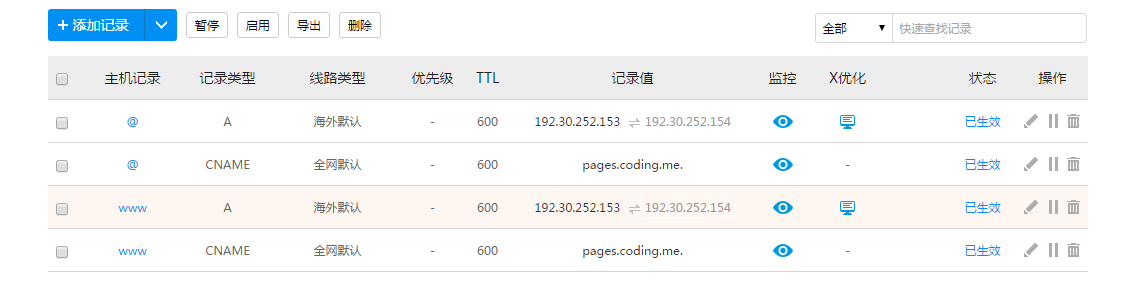 + 添加记录 暂停 启用 导出 删除 全部 快速查找记录
主机记录 记录类型 线路类型 优先级 TTL 记录值 监控 X优化 状态 操作
@ A 海外默认 - 600 192.30.252.153 ⇌ 192.30.252.154 已生效
@ CNAME 全网默认 - 600 pages.coding.me. - 已生效
www A 海外默认 - 600 192.30.252.153 ⇌ 192.30.252.154 已生效
www CNAME 全网默认 - 600 pages.coding.me. - 已生效